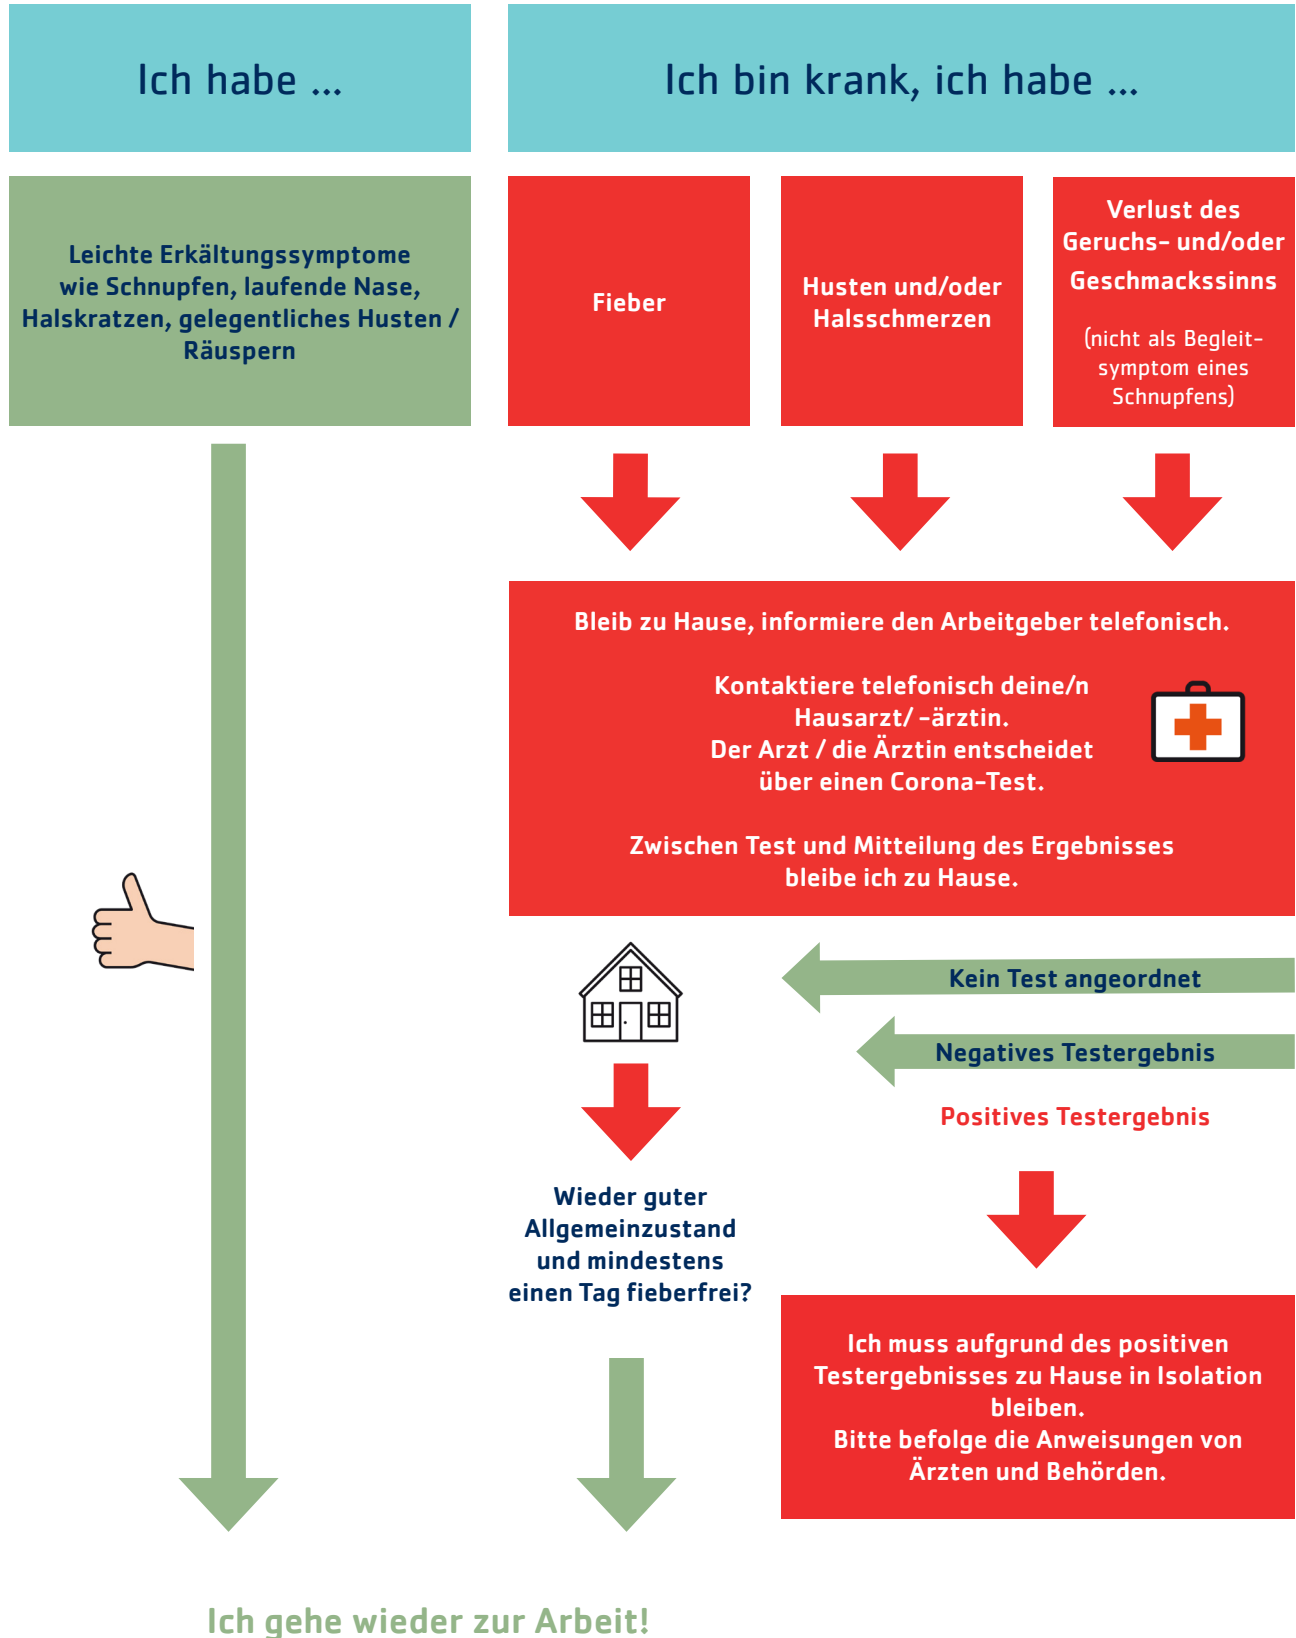 Ich habe ...
Ich bin krank, ich habe ...
Leichte Erkältungssymptome
wie Schnupfen, laufende Nase,
Halskratzen, gelegentliches Husten /
Räuspern
Fieber
Husten und/oder
Halsschmerzen
Verlust des
Geruchs- und/oder
Geschmackssinns
(nicht als Begleit-
symptom eines
Schnupfens)
Bleib zu Hause, informiere den Arbeitgeber telefonisch.
Kontaktiere telefonisch deine/n
Hausarzt/ -ärztin.
Der Arzt / die Ärztin entscheidet
über einen Corona-Test.
Zwischen Test und Mitteilung des Ergebnisses
bleibe ich zu Hause.
Kein Test angeordnet
Negatives Testergebnis
Positives Testergebnis
Wieder guter
Allgemeinzustand
und mindestens
einen Tag fieberfrei?
Ich muss aufgrund des positiven
Testergebnisses zu Hause in Isolation
bleiben.
Bitte befolge die Anweisungen von
Ärzten und Behörden.
Ich gehe wieder zur Arbeit!